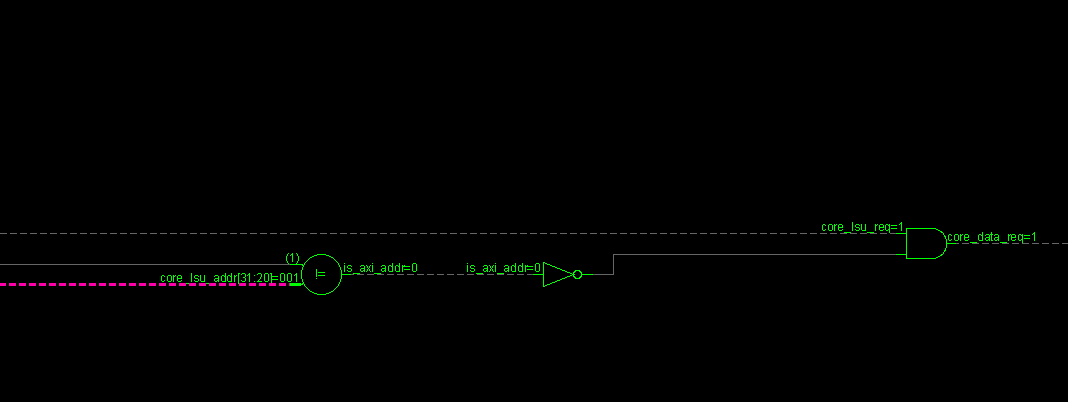 core_lsu_req=1
core_data_req=1
(1)
is_axi_addr=0
is_axi_addr=0
!=
core_lsu_addr[31:20]=001